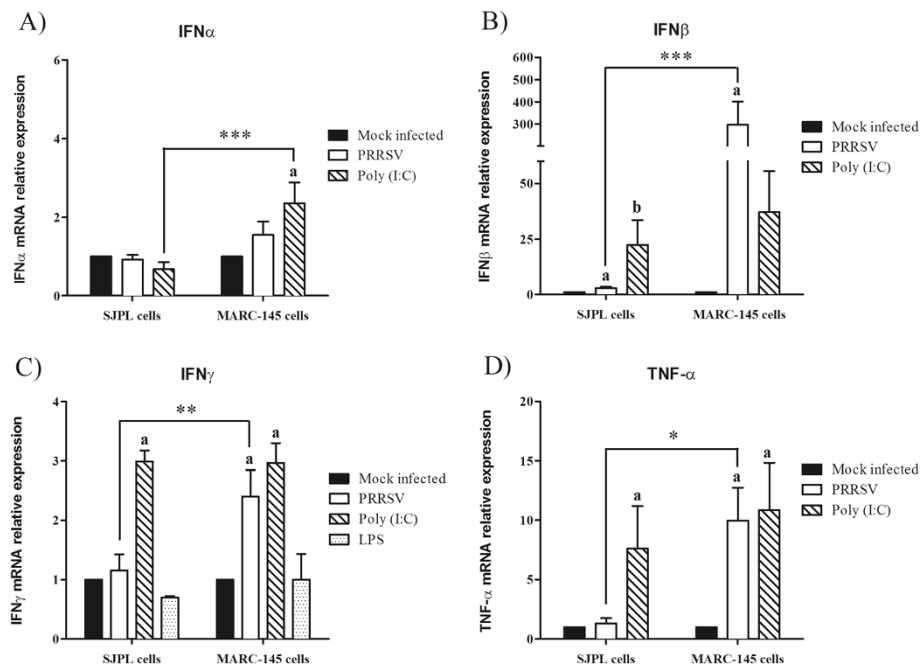 A)
IFNα
IFNα mRNA relative expression
6
4
2
0
***
a
SJPL cells
MARC-145 cells
Mock infected
PRRSV
Poly (I:C)
B)
IFNβ
IFNβ mRNA relative expression
600
500
400
300
50
25
0
***
a
b
a
SJPL cells
MARC-145 cells
Mock infected
PRRSV
Poly (I:C)
C)
IFNγ
IFNγ mRNA relative expression
4
3
2
1
0
**
a
a
a
SJPL cells
MARC-145 cells
Mock infected
PRRSV
Poly (I:C)
LPS
D)
TNF-α
TNF-α mRNA relative expression
20
15
10
5
0
*
a
a
a
SJPL cells
MARC-145 cells
Mock infected
PRRSV
Poly (I:C)